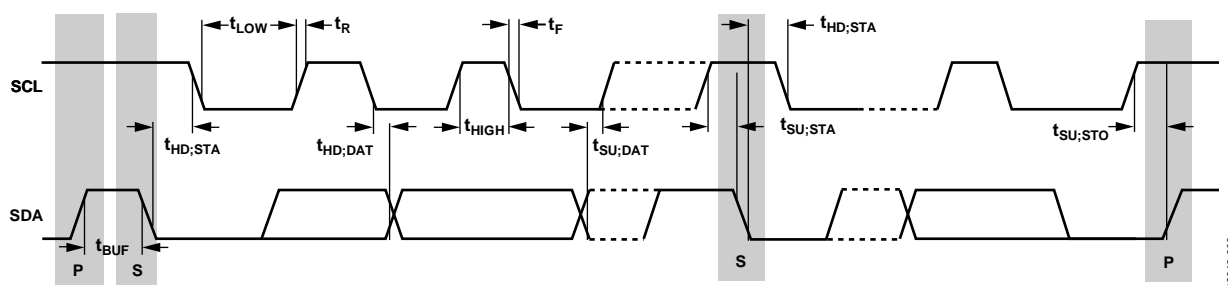 tLOW
tR
tF
tHD;STA
SCL
tHD;STA
tHD;DAT
tHIGH
tSU;DAT
tSU;STA
tSU;STO
SDA
tBUF
P
S
S
P